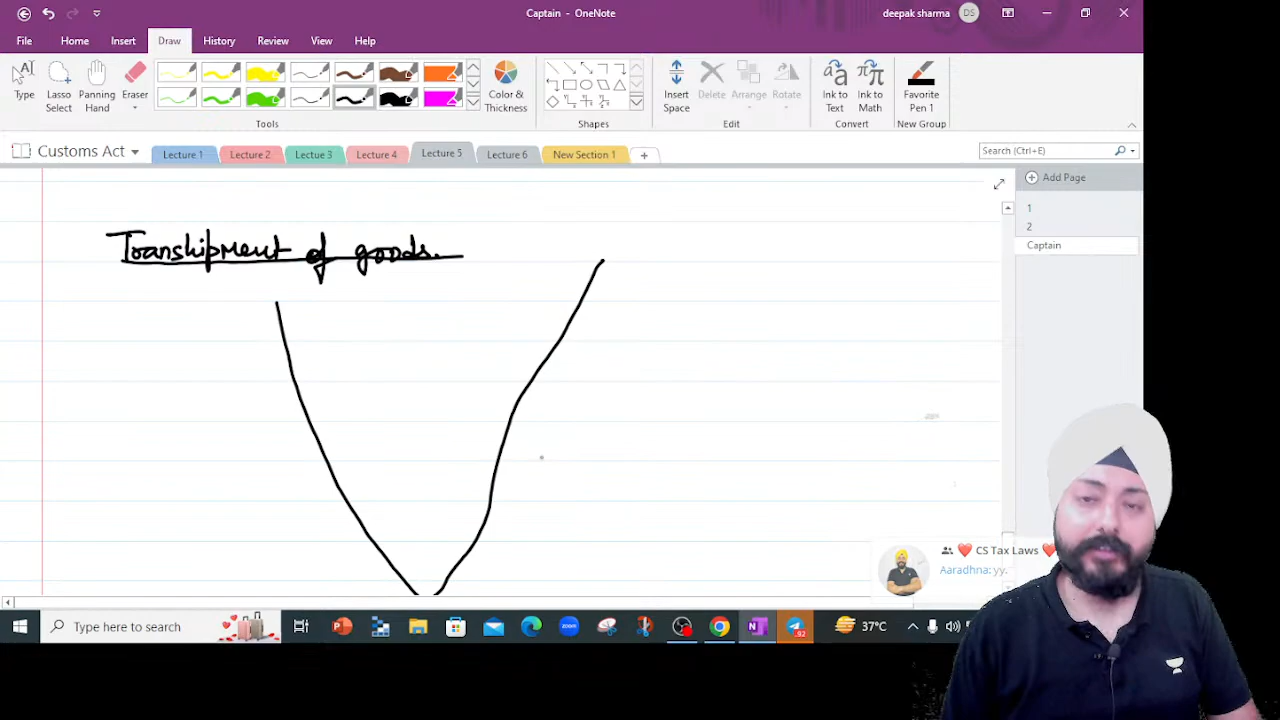 Captain - OneNote
deepak sharma DS
File Home Insert Draw History Review View Help
Type Lasso Select Panning Hand Eraser Color & Thickness Insert Space Delete Arrange Rotate Ink to Text Ink to Math Favorite Pen 1
Tools Shapes Edit Convert New Group
Customs Act Lecture 1 Lecture 2 Lectue 3 Lecture 4 Lecture 5 Lecture 6 New Section 1 Search (Ctrl+E)
Add Page
1
2
Captain
Transhipment of goods.
❤️ CS Tax Laws ❤️
Aaradhna: yy.
Type here to search
92
37°C